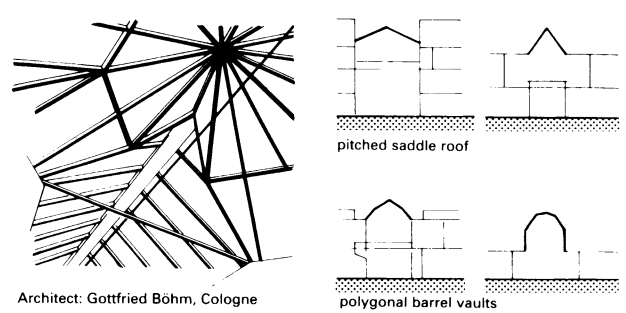 pitched saddle roof
Architect: Gottfried Böhm, Cologne
polygonal barrel vaults